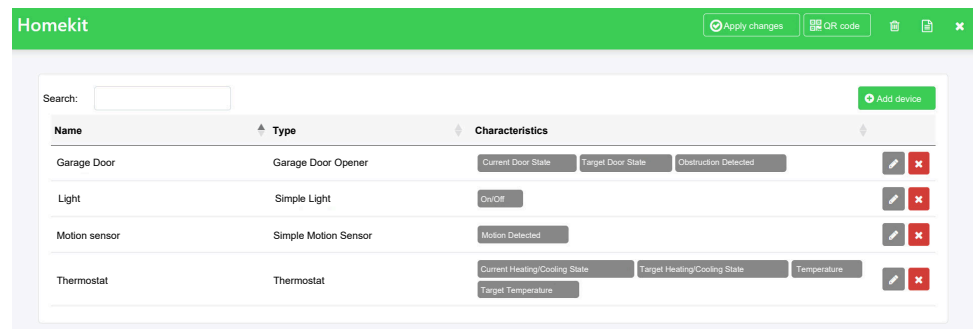 Homekit
Apply changes QR code
Search:
Add device
Name Type Characteristics
Garage Door Garage Door Opener Current Door State Target Door State Obstruction Detected
Light Simple Light On/Off
Motion sensor Simple Motion Sensor Motion Detected
Thermostat Thermostat Current Heating/Cooling State Target Heating/Cooling State Temperature
Target Temperature